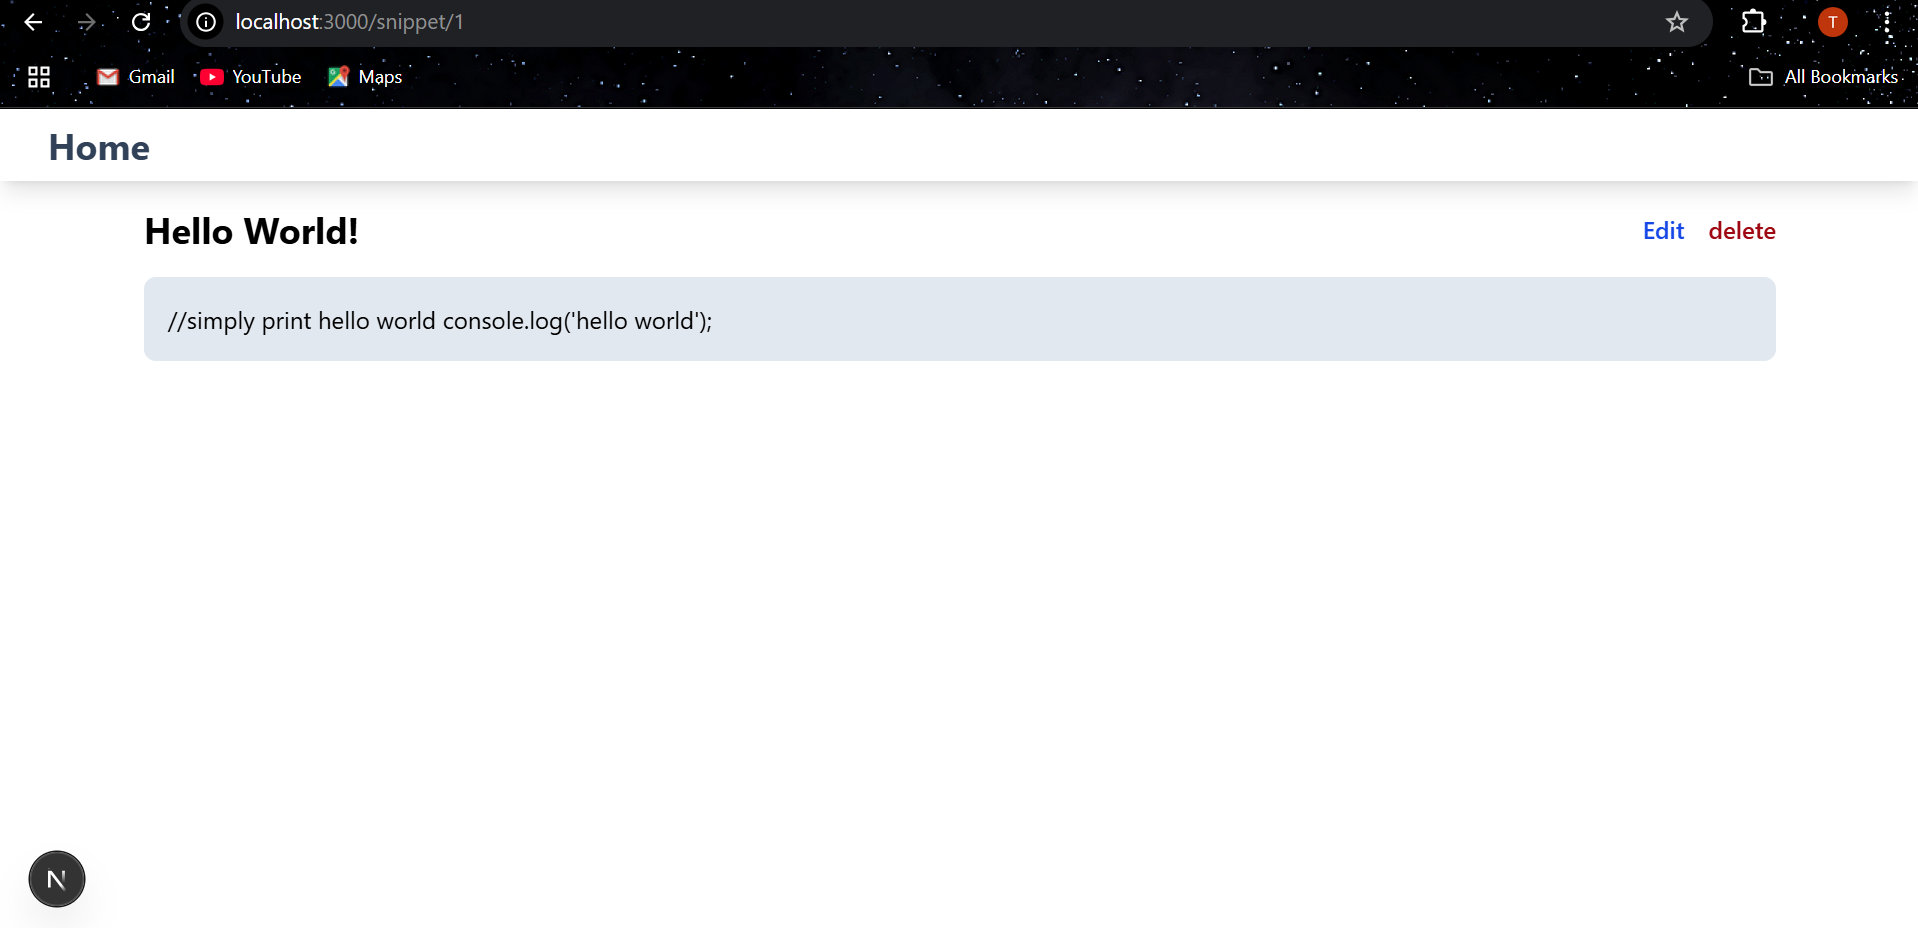 localhost:3000/snippet/1
T
Gmail YouTube Maps All Bookmarks
Home
Hello World! Edit delete
//simply print hello world console.log('hello world');
N